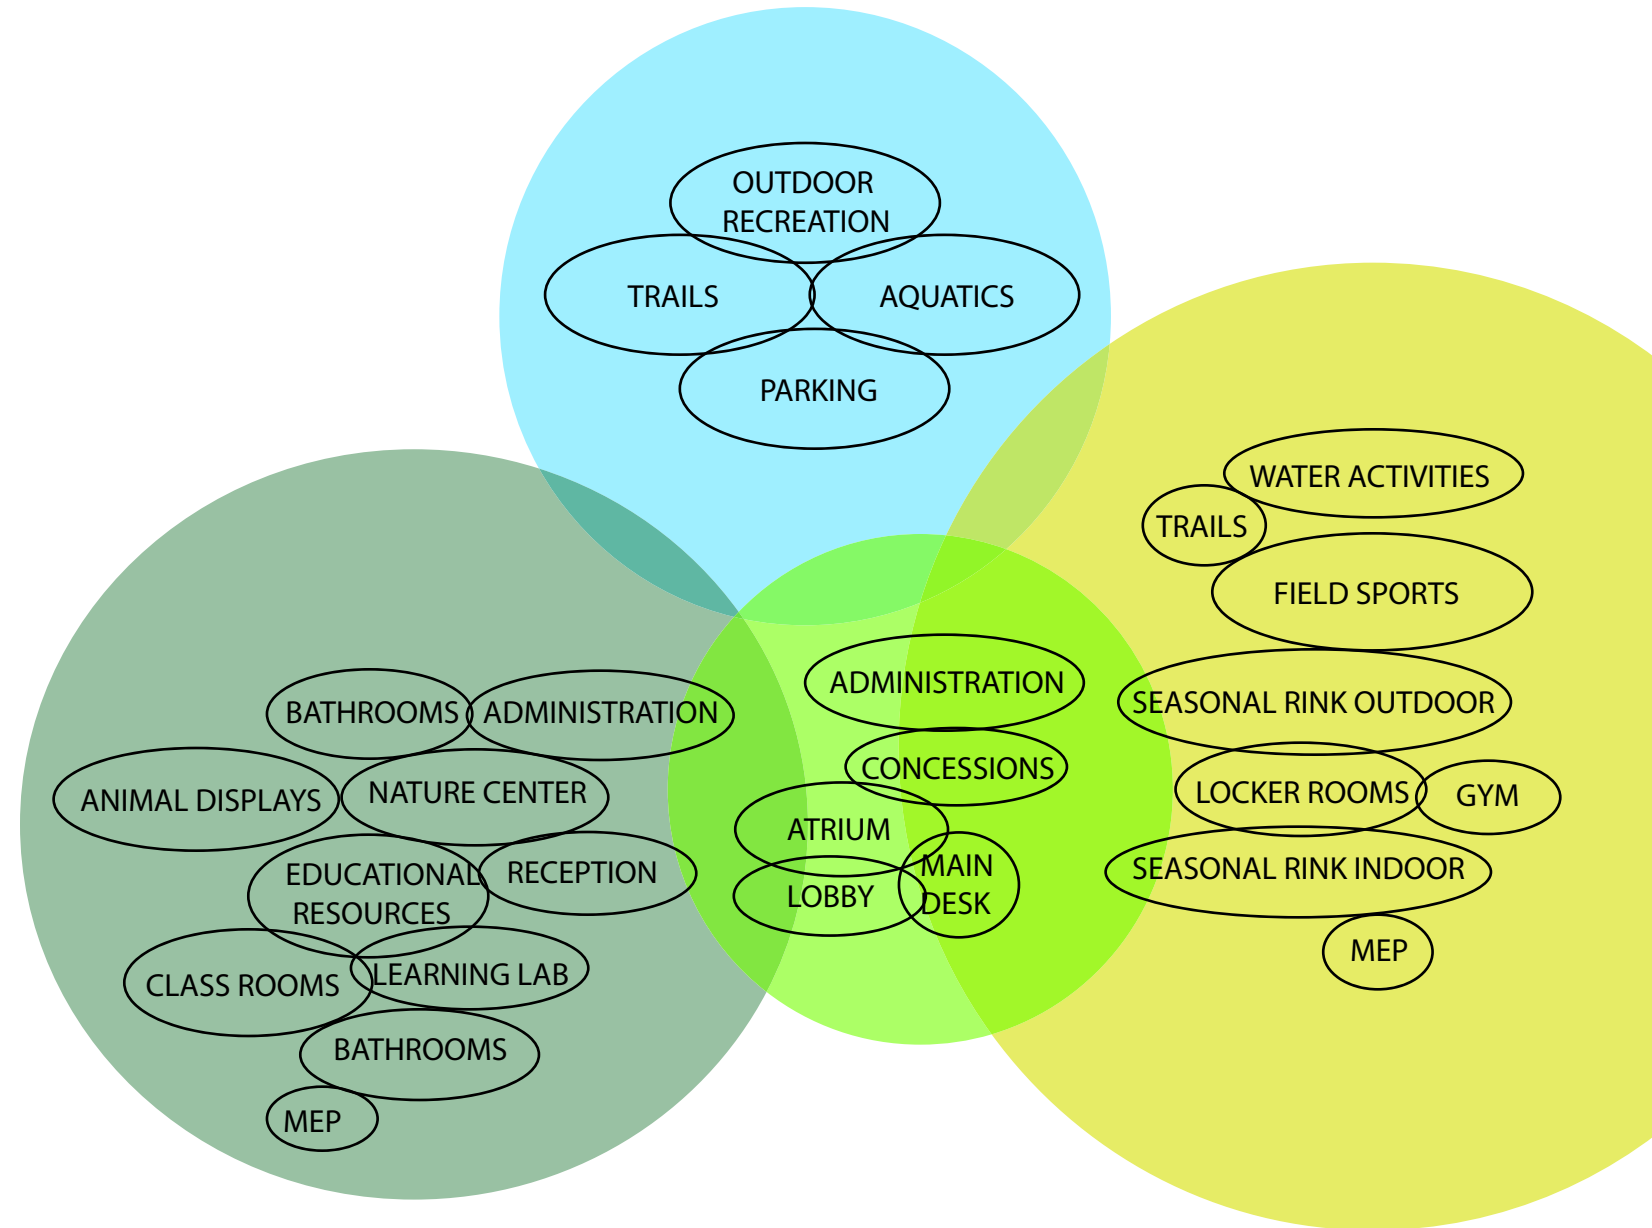 OUTDOOR
RECREATION
TRAILS
AQUATICS
PARKING
BATHROOMS
ADMINISTRATION
ANIMAL DISPLAYS
NATURE CENTER
EDUCATIONAL
RESOURCES
RECEPTION
CLASS ROOMS
LEARNING LAB
BATHROOMS
MEP
ADMINISTRATION
CONCESSIONS
ATRIUM
LOBBY
MAIN
DESK
WATER ACTIVITIES
TRAILS
FIELD SPORTS
SEASONAL RINK OUTDOOR
LOCKER ROOMS
GYM
SEASONAL RINK INDOOR
MEP